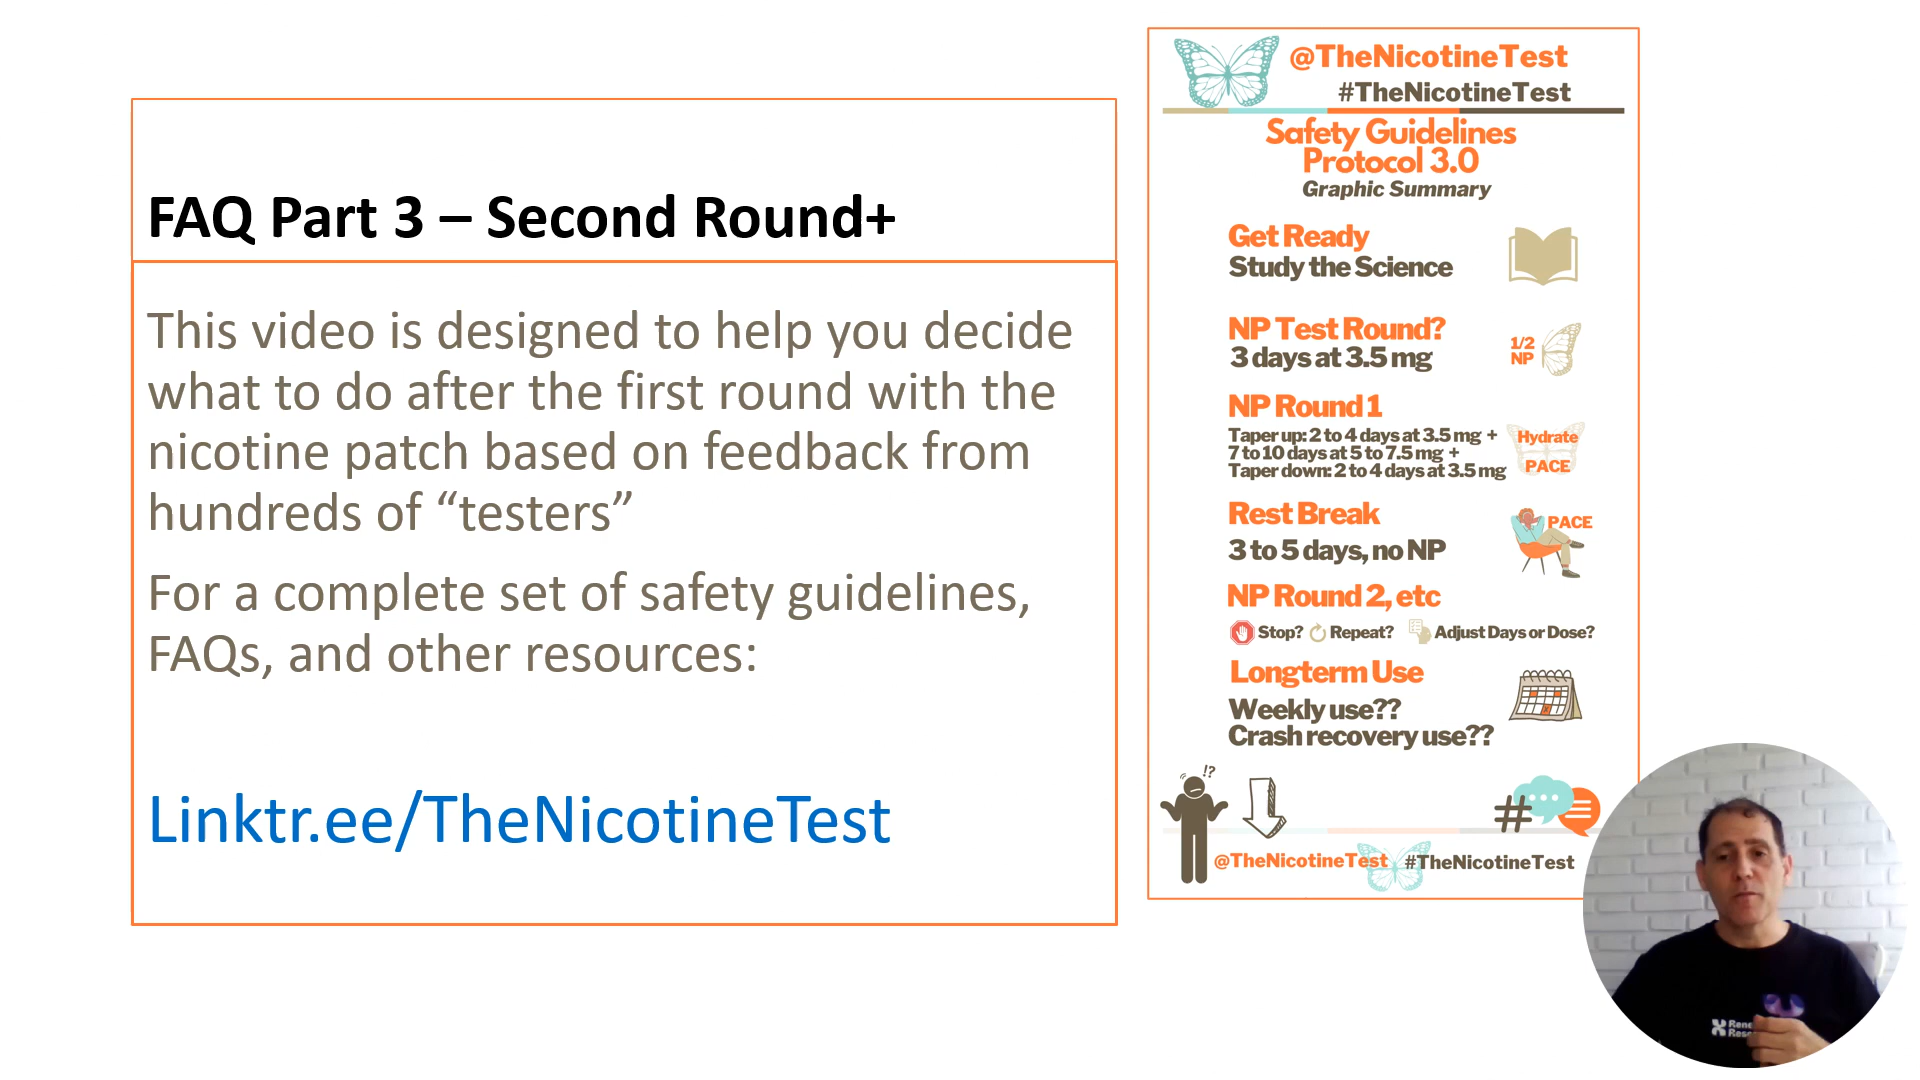 FAQ Part 3 – Second Round+
This video is designed to help you decide
what to do after the first round with the
nicotine patch based on feedback from
hundreds of “testers”
For a complete set of safety guidelines,
FAQs, and other resources:
Linktr.ee/TheNicotineTest
@TheNicotineTest
#TheNicotineTest
Safety Guidelines
Protocol 3.0
Graphic Summary
Get Ready
Study the Science
NP Test Round?
3 days at 3.5 mg
1/2
NP
NP Round 1
Taper up: 2 to 4 days at 3.5 mg +
7 to 10 days at 5 to 7.5 mg +
Taper down: 2 to 4 days at 3.5 mg
Hydrate
PACE
Rest Break
3 to 5 days, no NP
PACE
NP Round 2, etc
Stop? Repeat? Adjust Days or Dose?
Longterm Use
Weekly use??
Crash recovery use??
!?
#
@TheNicotineTest #TheNicotineTest